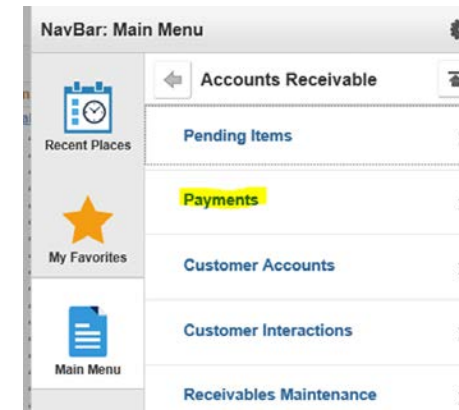 NavBar: Main Menu
Accounts Receivable
Recent Places
Pending Items
Payments
My Favorites
Customer Accounts
Customer Interactions
Main Menu
Receivables Maintenance